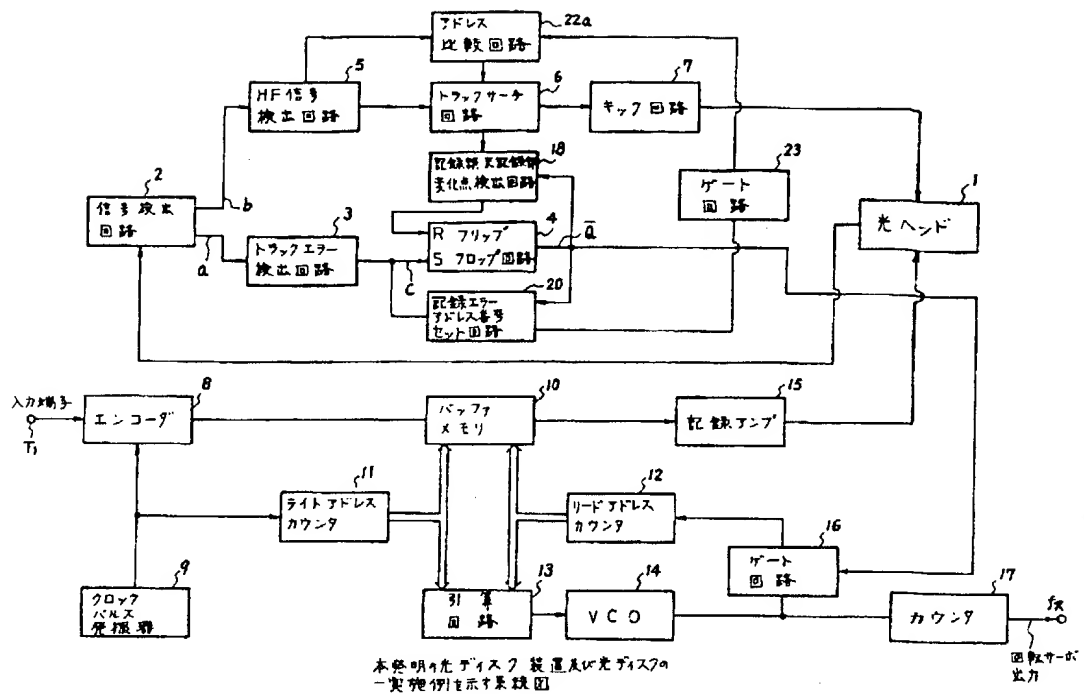 アドレス
比較回路
22a
5
HF信号
検出回路
6
トラックサーチ
回路
7
キック回路
18
記録部未記録部
変化点検出回路
23
ゲート
回路
2
信号検出
回路
b
a
3
トラックエラー
検出回路
C
4
R フリップ
S フロップ回路
Q̅
1
光ヘッド
20
記録エラー
アドレス番号
セット回路
入力端子
T1
8
エンコーダ
10
バッファ
メモリ
15
記録アンプ
11
ライトアドレス
カウンタ
12
リードアドレス
カウンタ
16
ゲート
回路
9
クロック
パルス
発振器
13
引算
回路
14
VCO
17
カウンタ
fR
回転サーボ
出力
本発明の光ディスク装置及び光ディスクの
一実施例を示す系統図